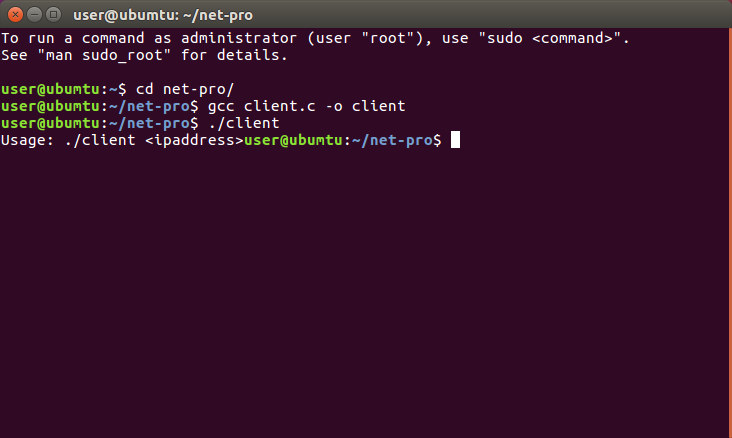 user@ubumtu: ~/net-pro
To run a command as administrator (user "root"), use "sudo <command>".
See "man sudo_root" for details.
user@ubumtu:~$ cd net-pro/
user@ubumtu:~/net-pro$ gcc client.c -o client
user@ubumtu:~/net-pro$ ./client
Usage: ./client <ipaddress>user@ubumtu:~/net-pro$